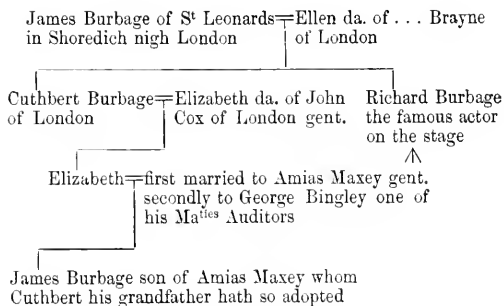 James Burbage of Sᵗ Leonards=Ellen da. of . . . Brayne
in Shoredich nigh London of London
Cuthbert Burbage=Elizabeth da. of John Richard Burbage
of London Cox of London gent. the famous actor
on the stage
Elizabeth=first married to Amias Maxey gent.
secondly to George Bingley one of
his Maᵗⁱᵉˢ Auditors
James Burbage son of Amias Maxey whom
Cuthbert his grandfather hath so adopted